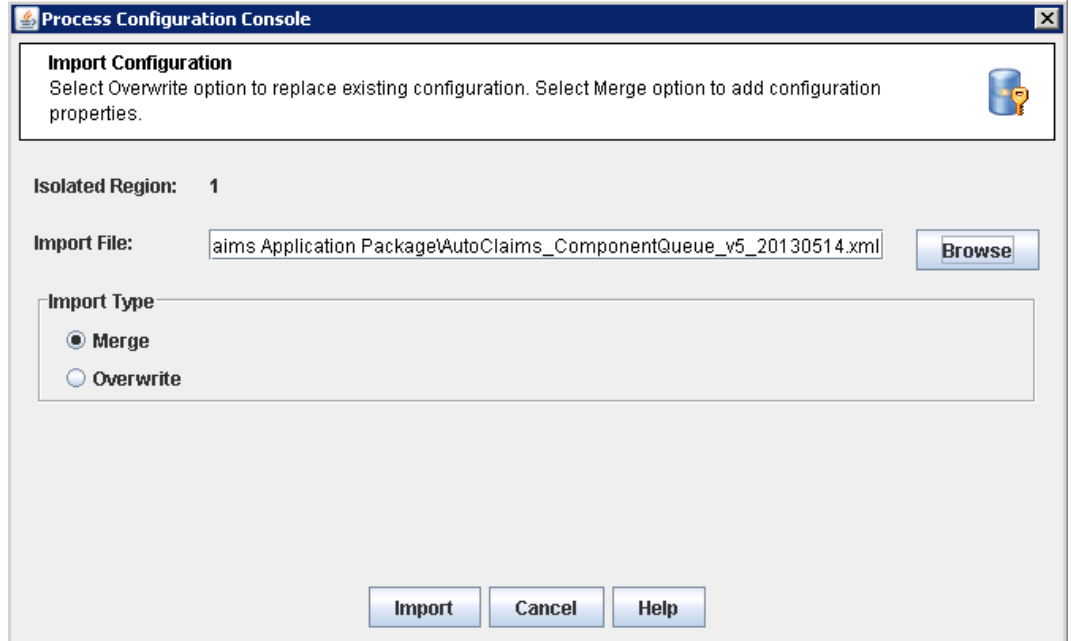 Process Configuration Console
Import Configuration
Select Overwrite option to replace existing configuration. Select Merge option to add configuration
properties.
Isolated Region: 1
Import File: aims Application Package\AutoClaims_ComponentQueue_v5_20130514.xml Browse
Import Type
Merge
Overwrite
Import Cancel Help